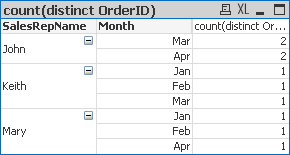 count(distinct OrderID) XL
SalesRepName Month count(distinct Or...
John Mar 2
Apr 2
Keith Jan 1
Feb 1
Mar 1
Mary Jan 1
Feb 1
Apr 1